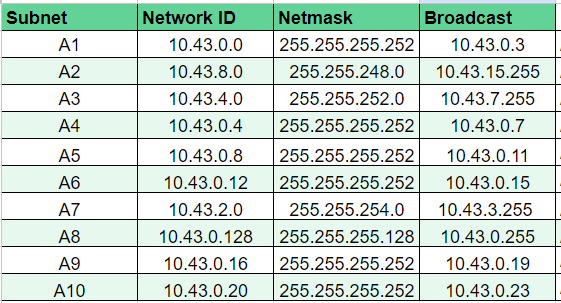 Subnet Network ID Netmask Broadcast
A1 10.43.0.0 255.255.255.252 10.43.0.3
A2 10.43.8.0 255.255.248.0 10.43.15.255
A3 10.43.4.0 255.255.252.0 10.43.7.255
A4 10.43.0.4 255.255.255.252 10.43.0.7
A5 10.43.0.8 255.255.255.252 10.43.0.11
A6 10.43.0.12 255.255.255.252 10.43.0.15
A7 10.43.2.0 255.255.254.0 10.43.3.255
A8 10.43.0.128 255.255.255.128 10.43.0.255
A9 10.43.0.16 255.255.255.252 10.43.0.19
A10 10.43.0.20 255.255.255.252 10.43.0.23